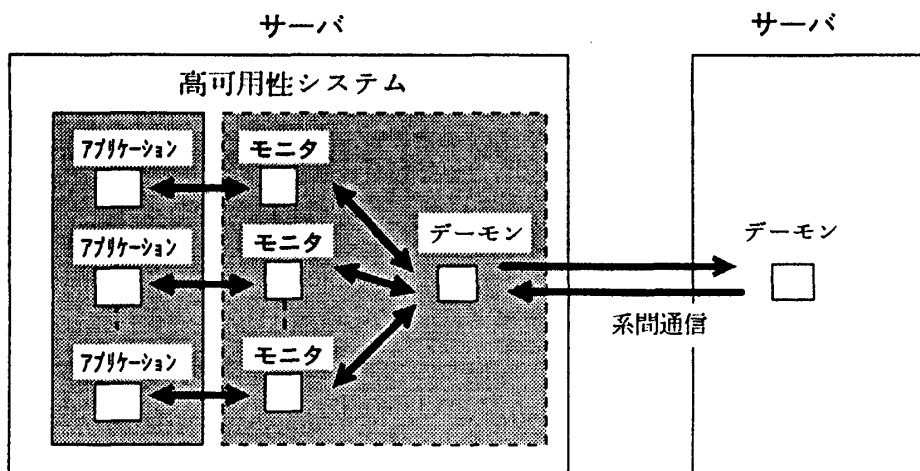 サーバ
サーバ
高可用性システム
アプリケーション
モニタ
アプリケーション
モニタ
デーモン
デーモン
系間通信
アプリケーション
モニタ